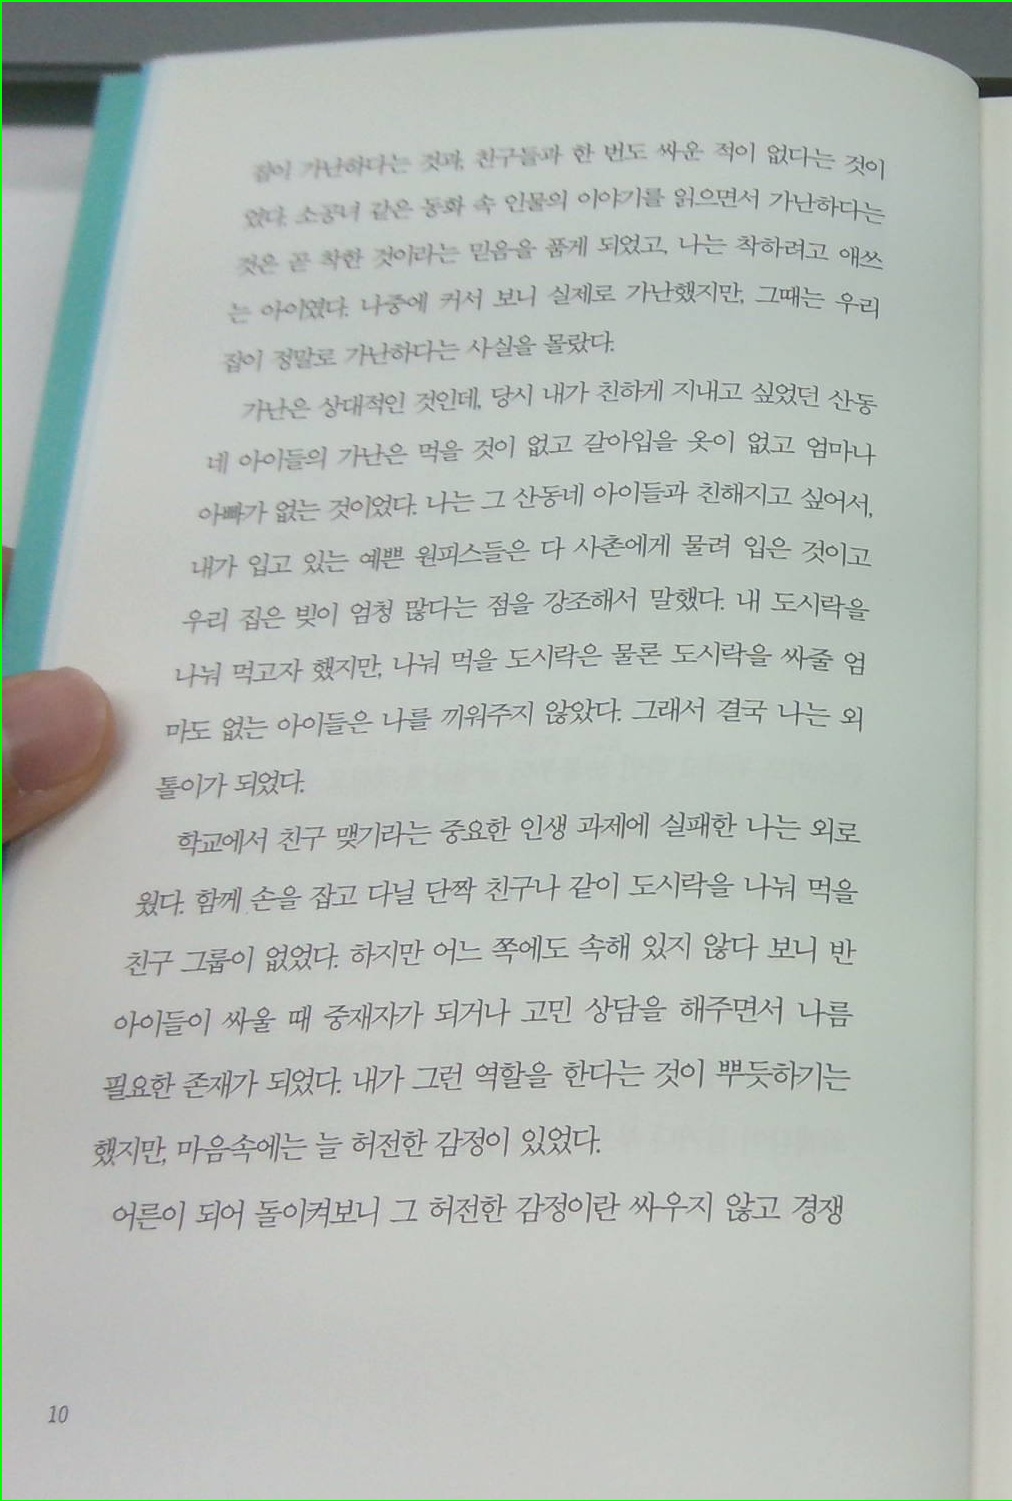 집이 가난하다는 것과, 친구들과 한 번도 싸운 적이 없다는 것이
었다. 소공녀 같은 동화 속 인물의 이야기를 읽으면서 가난하다는
것은 곧 착한 것이라는 믿음을 품게 되었고, 나는 착하려고 애쓰
는 아이였다. 나중에 커서 보니 실제로 가난했지만, 그때는 우리
집이 정말로 가난하다는 사실을 몰랐다.
가난은 상대적인 것인데, 당시 내가 친하게 지내고 싶었던 산동
네 아이들의 가난은 먹을 것이 없고 갈아입을 옷이 없고 엄마나
아빠가 없는 것이었다. 나는 그 산동네 아이들과 친해지고 싶어서,
내가 입고 있는 예쁜 원피스들은 다 사촌에게 물려 입은 것이고
우리 집은 빚이 엄청 많다는 점을 강조해서 말했다. 내 도시락을
나눠 먹고자 했지만, 나눠 먹을 도시락은 물론 도시락을 싸줄 엄
마도 없는 아이들은 나를 끼워주지 않았다. 그래서 결국 나는 외
톨이가 되었다.
학교에서 친구 맺기라는 중요한 인생 과제에 실패한 나는 외로
웠다. 함께 손을 잡고 다닐 단짝 친구나 같이 도시락을 나눠 먹을
친구 그룹이 없었다. 하지만 어느 쪽에도 속해 있지 않다 보니 반
아이들이 싸울 때 중재자가 되거나 고민 상담을 해주면서 나름
필요한 존재가 되었다. 내가 그런 역할을 한다는 것이 뿌듯하기는
했지만, 마음속에는 늘 허전한 감정이 있었다.
어른이 되어 돌이켜보니 그 허전한 감정이란 싸우지 않고 경쟁
10